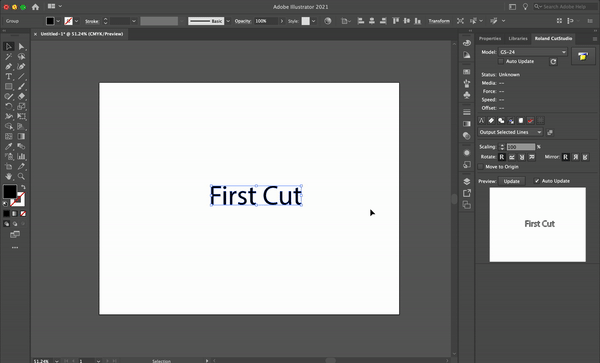 Adobe Illustrator 2021
Search Adobe Help
Group
Stroke:
Basic
Opacity:
100%
Style:
Transform
Untitled-1* @ 51.24% (CMYK/Preview)
Properties
Libraries
Roland CutStudio
Model:
GS-24
Auto Update
Status: Unknown
Media: ---
Force: ---
Speed: ---
Offset: ---
Output Selected Lines
Scaling:
100
%
Rotate:
R
R
R
R
Mirror:
R
R
R
Move to Origin
Preview:
Update
Auto Update
First Cut
First Cut
51.24%
1
Selection